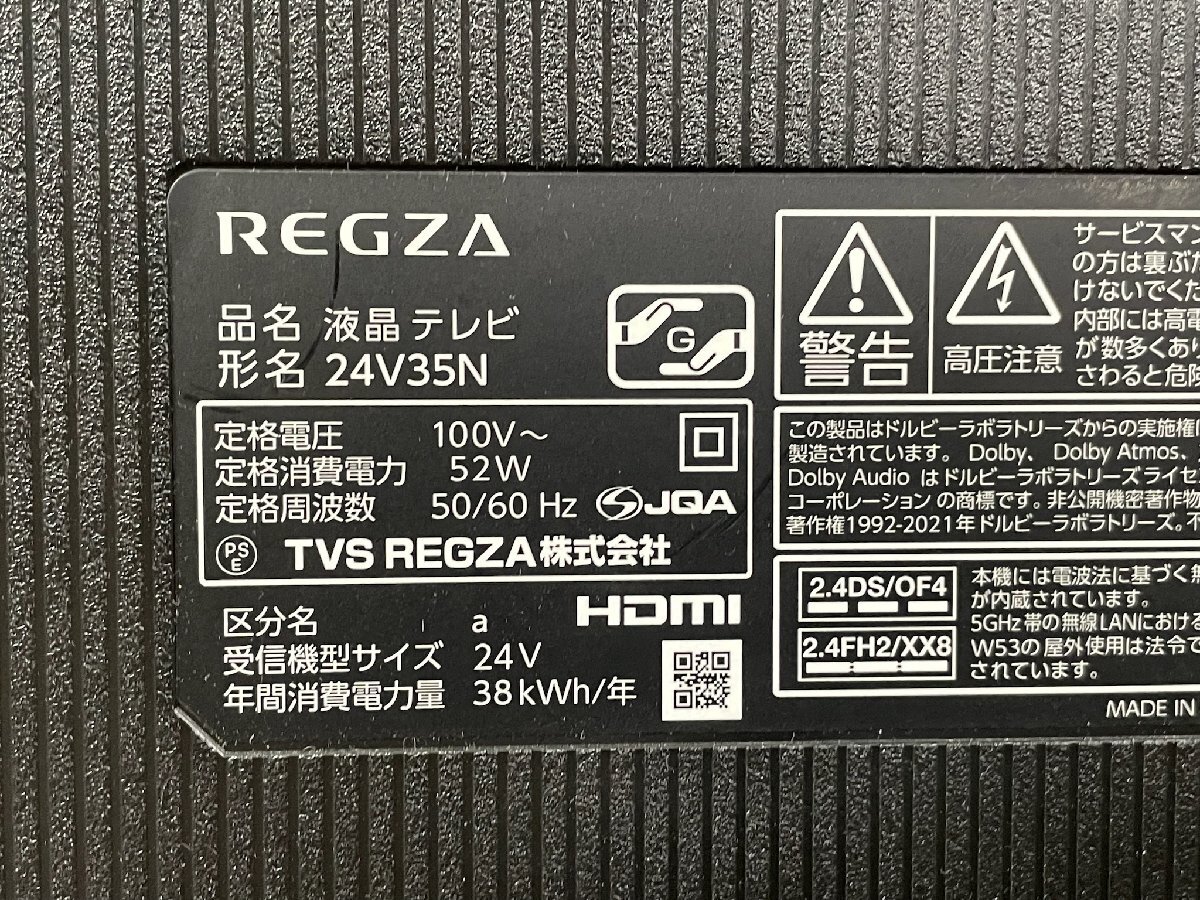 REGZA
品名 液晶 テレビ
形名 24V35N
G
定格電圧 100V～
定格消費電力 52W
定格周波数 50/60 Hz JQA
PS
E
TVS REGZA株式会社
区分名 a
HDMI
受信機型サイズ 24V
年間消費電力量 38kWh/年
警告
高圧注意
サービスマン
の方は裏ぶた
けないでくだ
内部には高電
が数多くあり
さわると危険
この製品はドルビーラボラトリーズからの実施権に
製造されています。 Dolby、 Dolby Atmos、
Dolby Audio はドルビーラボラトリーズライセ
コーポレーション の商標です。 非公開機密著作物
著作権1992-2021年ドルビーラボラトリーズ。
2.4DS/OF4
2.4FH2/XX8
本機には電波法に基づく無
が内蔵されています。
5GHz 帯の無線LANにおける
W53の屋外使用は法令で
されています。
MADE IN